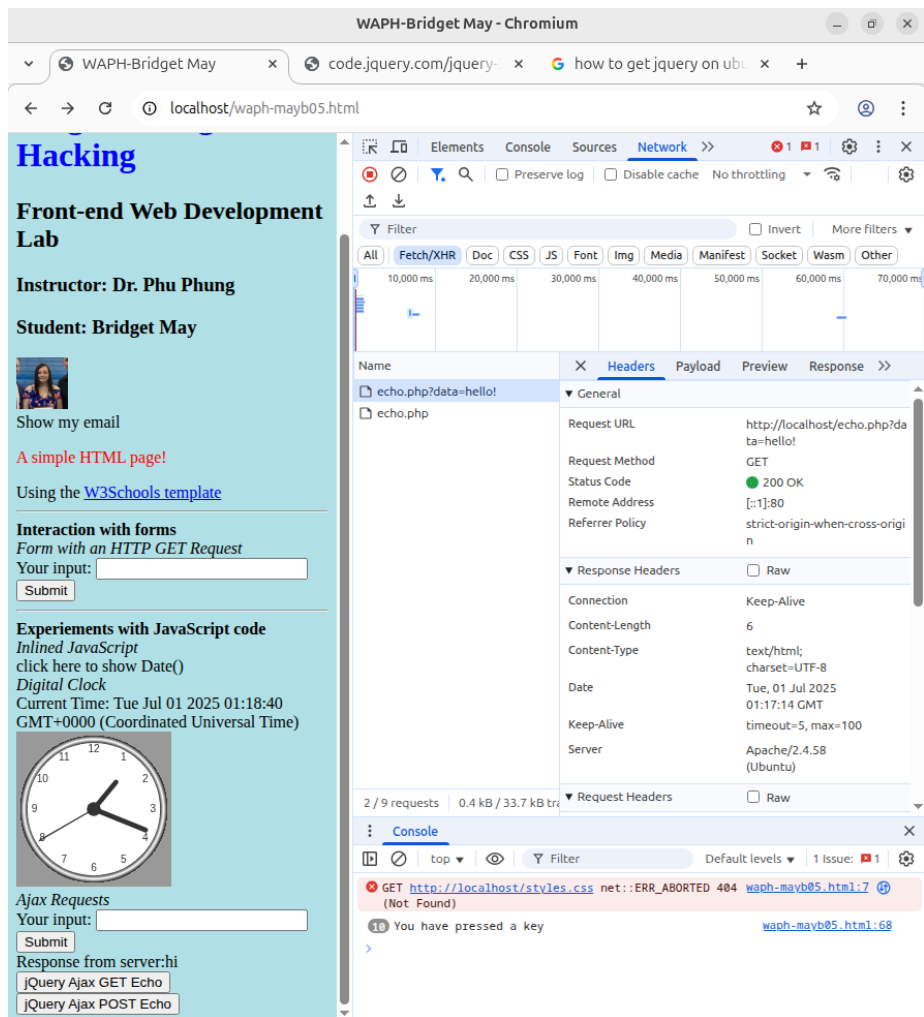 WAPH-Bridget May - Chromium
WAPH-Bridget May
code.jquery.com/jquery-
how to get jquery on ubu
localhost/waph-mayb05.html
Hacking
Front-end Web Development
Lab
Instructor: Dr. Phu Phung
Student: Bridget May
Show my email
A simple HTML page!
Using the W3Schools template
Interaction with forms
Form with an HTTP GET Request
Your input:
Submit
Experiements with JavaScript code
Inlined JavaScript
click here to show Date()
Digital Clock
Current Time: Tue Jul 01 2025 01:18:40
GMT+0000 (Coordinated Universal Time)
12
1
2
3
4
5
6
7
8
9
10
11
Ajax Requests
Your input:
Submit
Response from server:hi
jQuery Ajax GET Echo
jQuery Ajax POST Echo
Elements Console Sources Network 1 1
Preserve log Disable cache No throttling
Filter Invert More filters
All Fetch/XHR Doc CSS JS Font Img Media Manifest Socket Wasm Other
10,000 ms 20,000 ms 30,000 ms 40,000 ms 50,000 ms 60,000 ms 70,000 ms
Name
echo.php?data=hello!
echo.php
2 / 9 requests 0.4 kB / 33.7 kB tra
Headers Payload Preview Response
General
Request URL http://localhost/echo.php?da
ta=hello!
Request Method GET
Status Code 200 OK
Remote Address [::1]:80
Referrer Policy strict-origin-when-cross-origi
n
Response Headers Raw
Connection Keep-Alive
Content-Length 6
Content-Type text/html;
charset=UTF-8
Date Tue, 01 Jul 2025
01:17:14 GMT
Keep-Alive timeout=5, max=100
Server Apache/2.4.58
(Ubuntu)
Request Headers Raw
Console
top Filter Default levels 1 Issue: 1
GET http://localhost/styles.css net::ERR_ABORTED 404 waph-mayb05.html:7
(Not Found)
10 You have pressed a key waph-mayb05.html:68